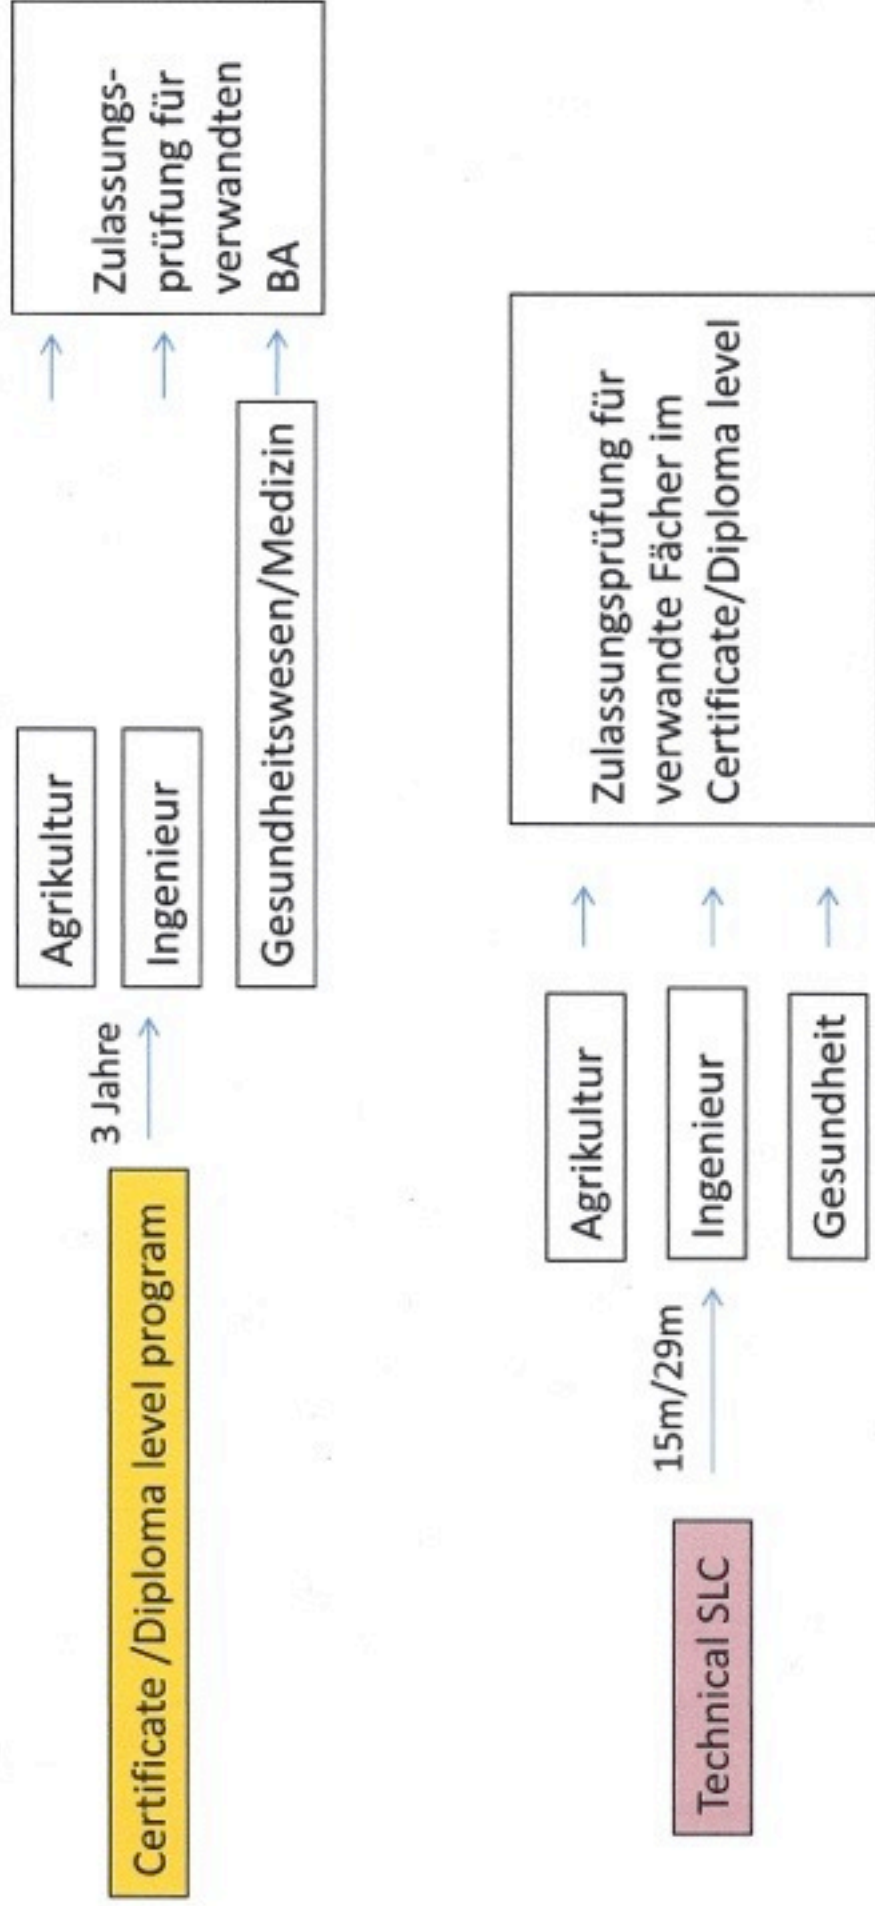 Certificate /Diploma level program
3 Jahre
Agrikultur
Ingenieur
Gesundheitswesen/Medizin
Zulassungs-
prüfung für
verwandten
BA
Technical SLC
15m/29m
Agrikultur
Ingenieur
Gesundheit
Zulassungsprüfung für
verwandte Fächer im
Certificate/Diploma level